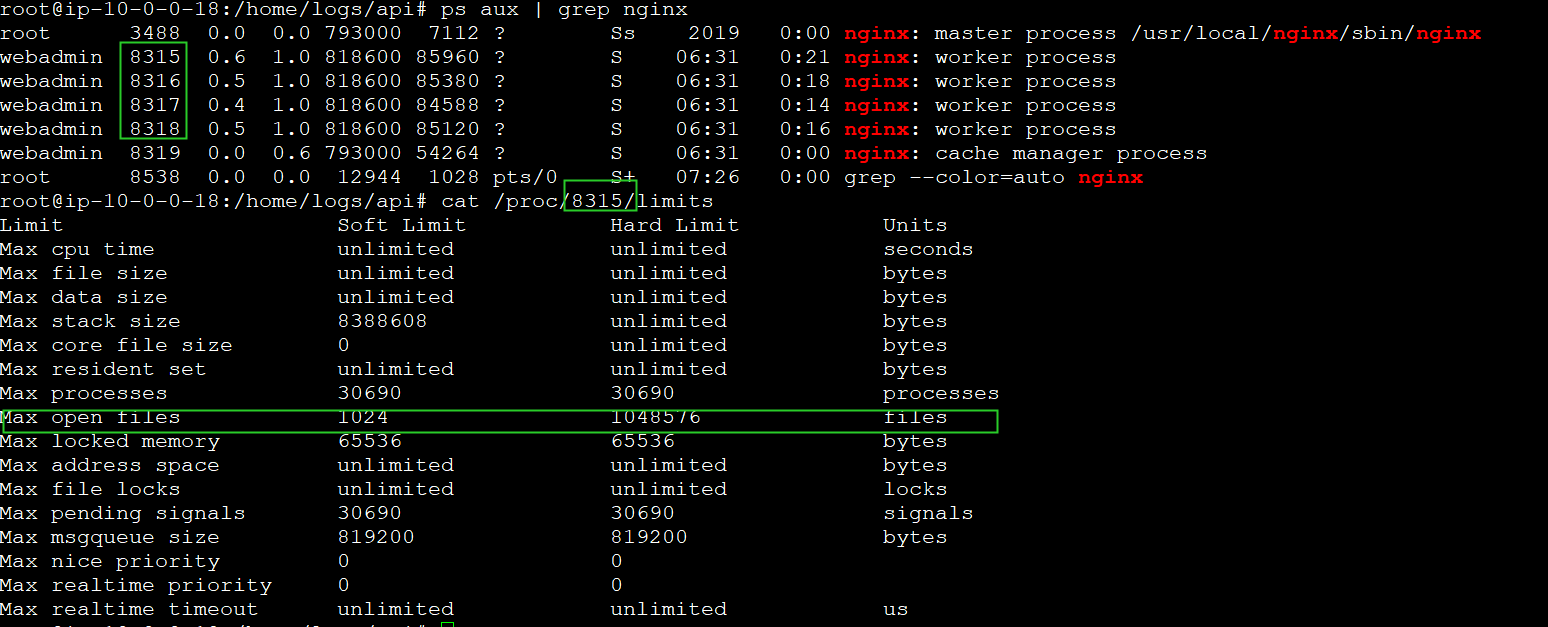 root@ip-10-0-0-18:/home/logs/api# ps aux | grep nginx
root      3488  0.0  0.0 793000  7112 ?        Ss    2019   0:00 nginx: master process /usr/local/nginx/sbin/nginx
webadmin  8315  0.6  1.0 818600 85960 ?        S    06:31   0:21 nginx: worker process
webadmin  8316  0.5  1.0 818600 85380 ?        S    06:31   0:18 nginx: worker process
webadmin  8317  0.4  1.0 818600 84588 ?        S    06:31   0:14 nginx: worker process
webadmin  8318  0.5  1.0 818600 85120 ?        S    06:31   0:16 nginx: worker process
webadmin  8319  0.0  0.6 793000 54264 ?        S    06:31   0:00 nginx: cache manager process
root      8538  0.0  0.0  12944  1028 pts/0    S+   07:26   0:00 grep --color=auto nginx
root@ip-10-0-0-18:/home/logs/api# cat /proc/8315/limits
Limit                     Soft Limit           Hard Limit           Units
Max cpu time              unlimited            unlimited            seconds
Max file size             unlimited            unlimited            bytes
Max data size             unlimited            unlimited            bytes
Max stack size            8388608              unlimited            bytes
Max core file size        0                    unlimited            bytes
Max resident set          unlimited            unlimited            bytes
Max processes             30690                30690                processes
Max open files            1024                 1048576              files
Max locked memory         65536                65536                bytes
Max address space         unlimited            unlimited            bytes
Max file locks            unlimited            unlimited            locks
Max pending signals       30690                30690                signals
Max msgqueue size         819200               819200               bytes
Max nice priority         0                    0
Max realtime priority     0                    0
Max realtime timeout      unlimited            unlimited            us